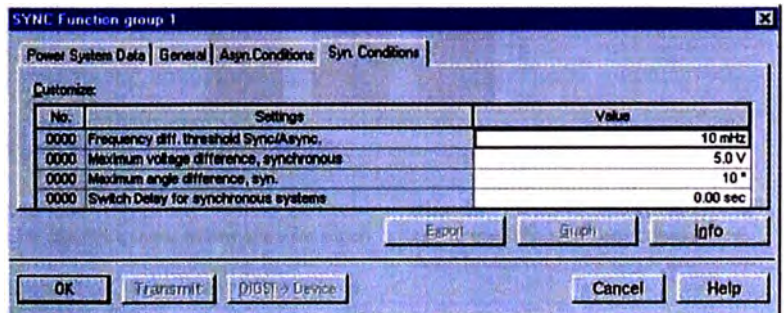 SYNC Function group 1
Power System Data General Asyn.Conditions Syn. Conditions
Customize:
No. Settings Value
0000 Frequency diff. threshold Sync/Async. 10 mHz
0000 Maximum voltage difference, synchronous 5.0 V
0000 Maximum angle difference, syn. 10 °
0000 Switch Delay for synchronous systems 0.00 sec
Export Graph Info
OK Transmit DIGSI -> Device Cancel Help